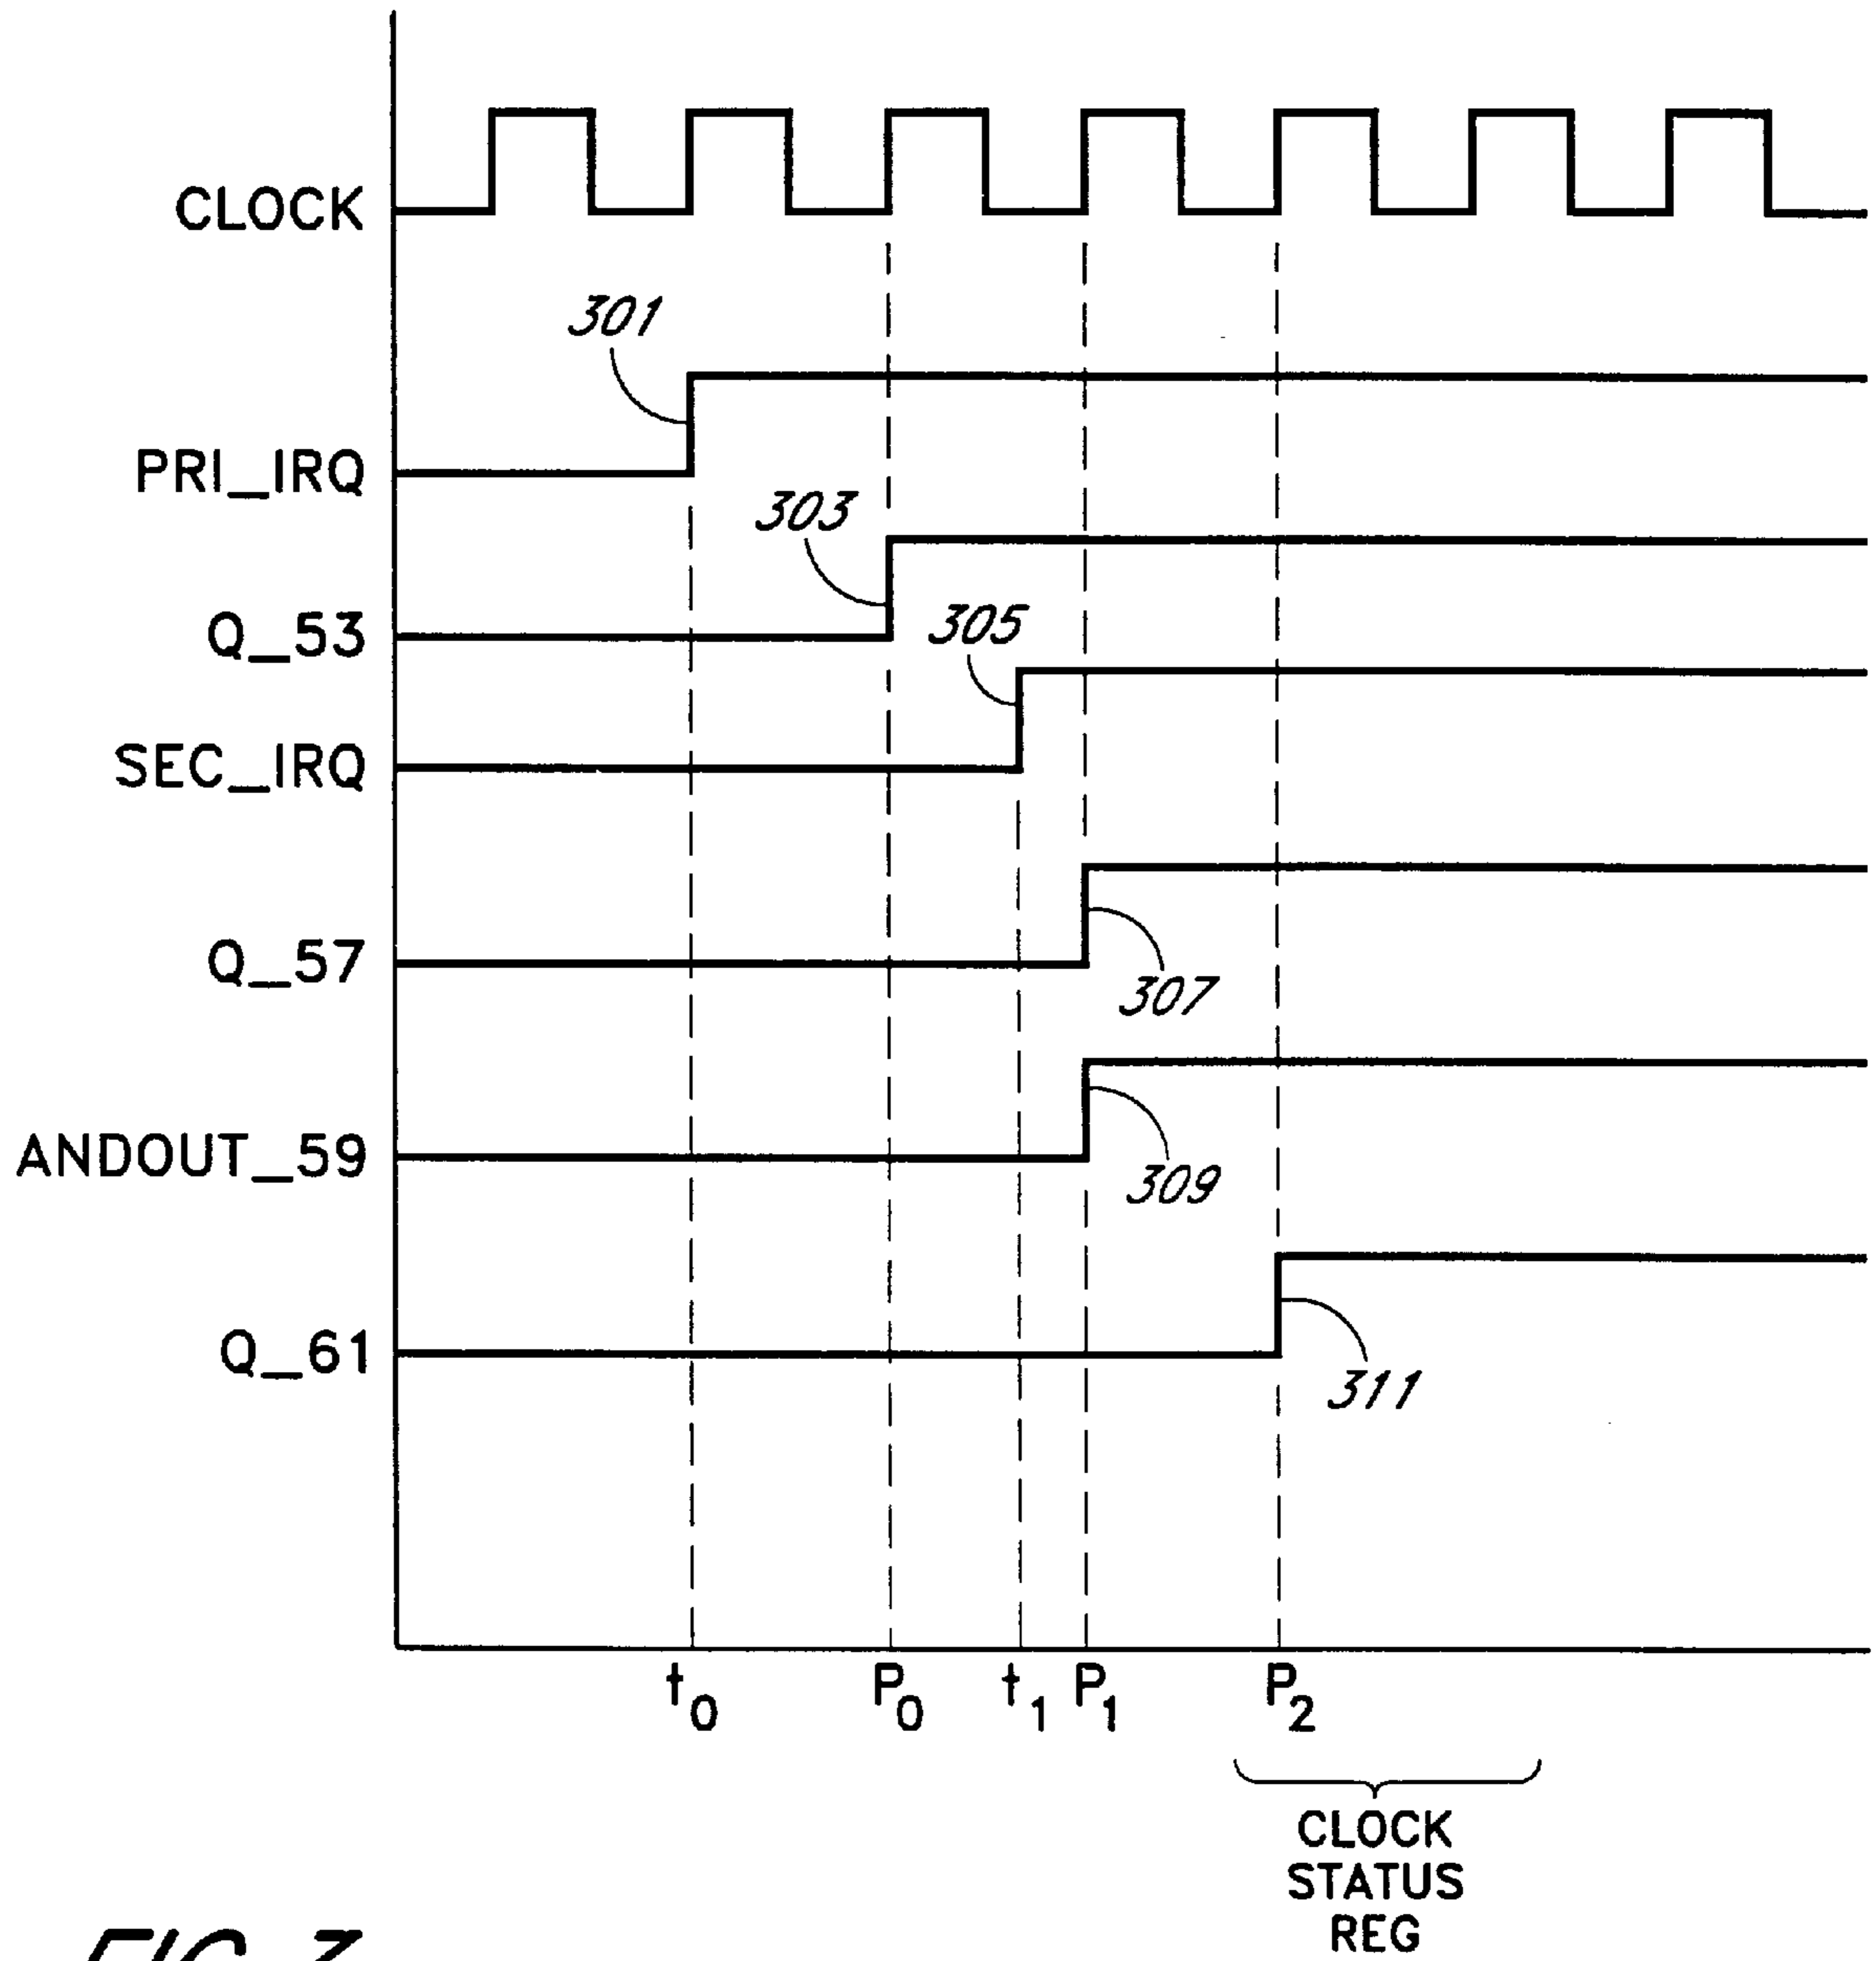 CLOCK
301
PRI_IRQ
303
Q_53
305
SEC_IRQ
Q_57
307
ANDOUT_59
309
Q_61
311
t0 P0 t1 P1 P2
CLOCK
STATUS
REG